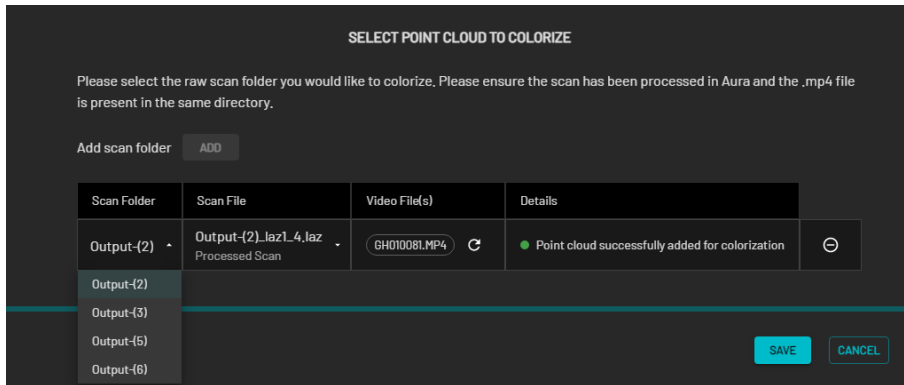 SELECT POINT CLOUD TO COLORIZE
Please select the raw scan folder you would like to colorize. Please ensure the scan has been processed in Aura and the .mp4 file
is present in the same directory.
Add scan folder ADD
Scan Folder Scan File Video File(s) Details
Output-(2) Output-(2)_laz1_4.laz GH010081.MP4 Point cloud successfully added for colorization
Processed Scan
Output-(2)
Output-(3)
Output-(5)
Output-(6)
SAVE CANCEL